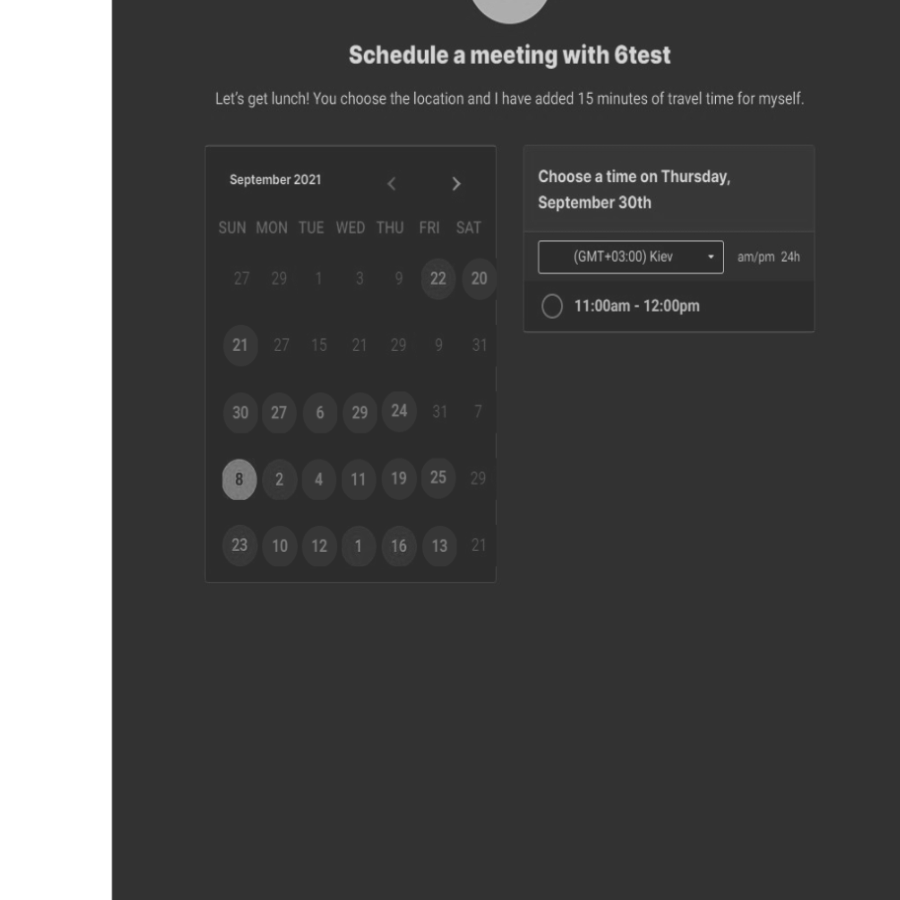 Schedule a meeting with 6test
Let's get lunch! You choose the location and I have added 15 minutes of travel time for myself.
September 2021
SUN MON TUE WED THU FRI SAT
27 29 1 3 9 22 20
21 27 15 21 29 9 31
30 27 6 29 24 31 7
8 2 4 11 19 25 29
23 10 12 1 16 13 21
Choose a time on Thursday,
September 30th
(GMT+03:00) Kiev am/pm 24h
11:00am - 12:00pm